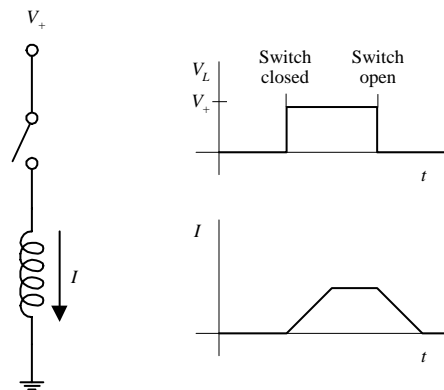 V+
I
Switch
closed
Switch
open
V_L
V+
t
I
t